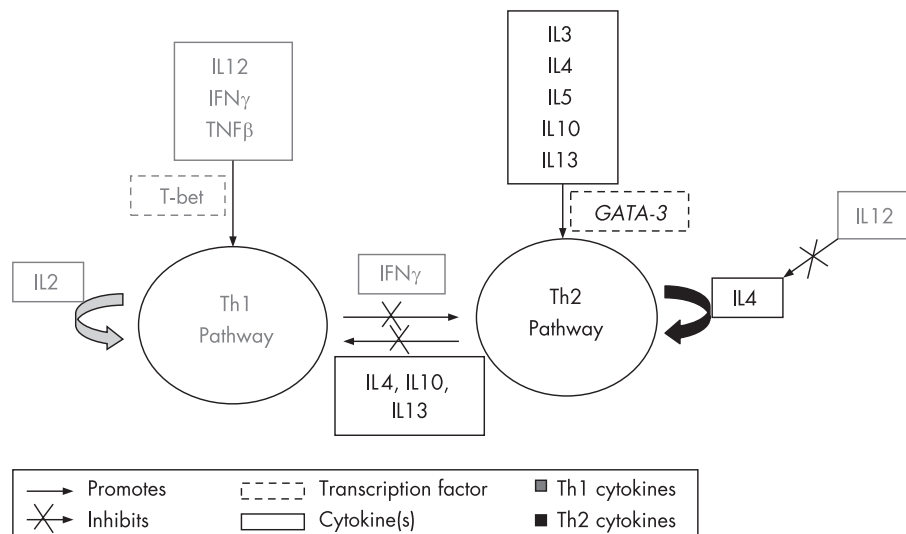 IL12
IFNγ
TNFβ
T-bet
IL3
IL4
IL5
IL10
IL13
GATA-3
IL12
IL4
IL2
Th1
Pathway
IFNγ
Th2
Pathway
IL4, IL10,
IL13
Promotes
Inhibits
Transcription factor
Cytokine(s)
Th1 cytokines
Th2 cytokines